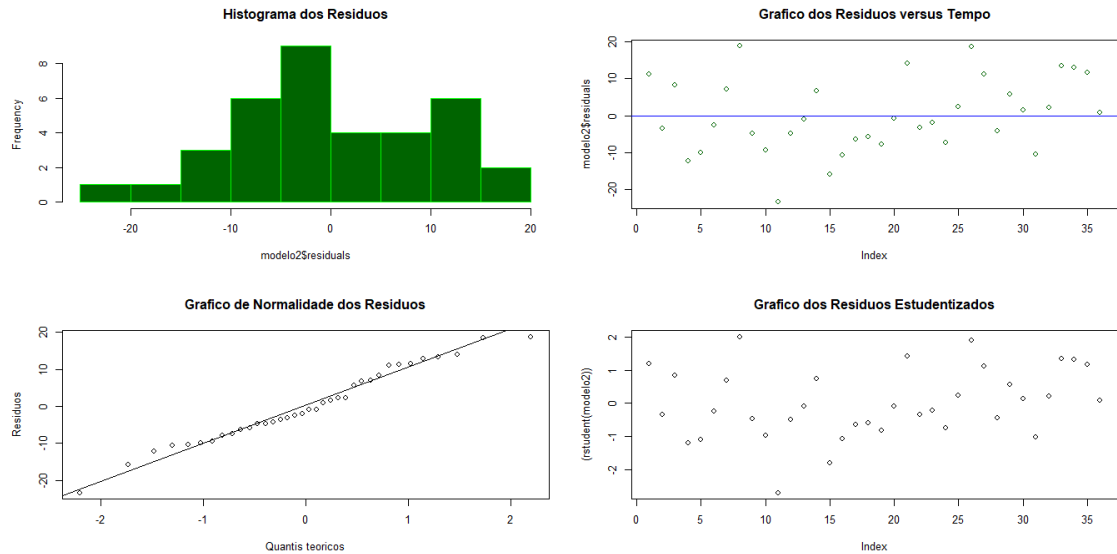 Histograma dos Residuos
Frequency
0 2 4 6 8
-20 -10 0 10 20
modelo2$residuals
Grafico dos Residuos versus Tempo
modelo2$residuals
-20 -10 0 10 20
0 5 10 15 20 25 30 35
Index
Grafico de Normalidade dos Residuos
Residuos
-20 -10 0 10 20
-2 -1 0 1 2
Quantis teoricos
Grafico dos Residuos Estudentizados
(rstudent(modelo2))
-2 -1 0 1 2
0 5 10 15 20 25 30 35
Index